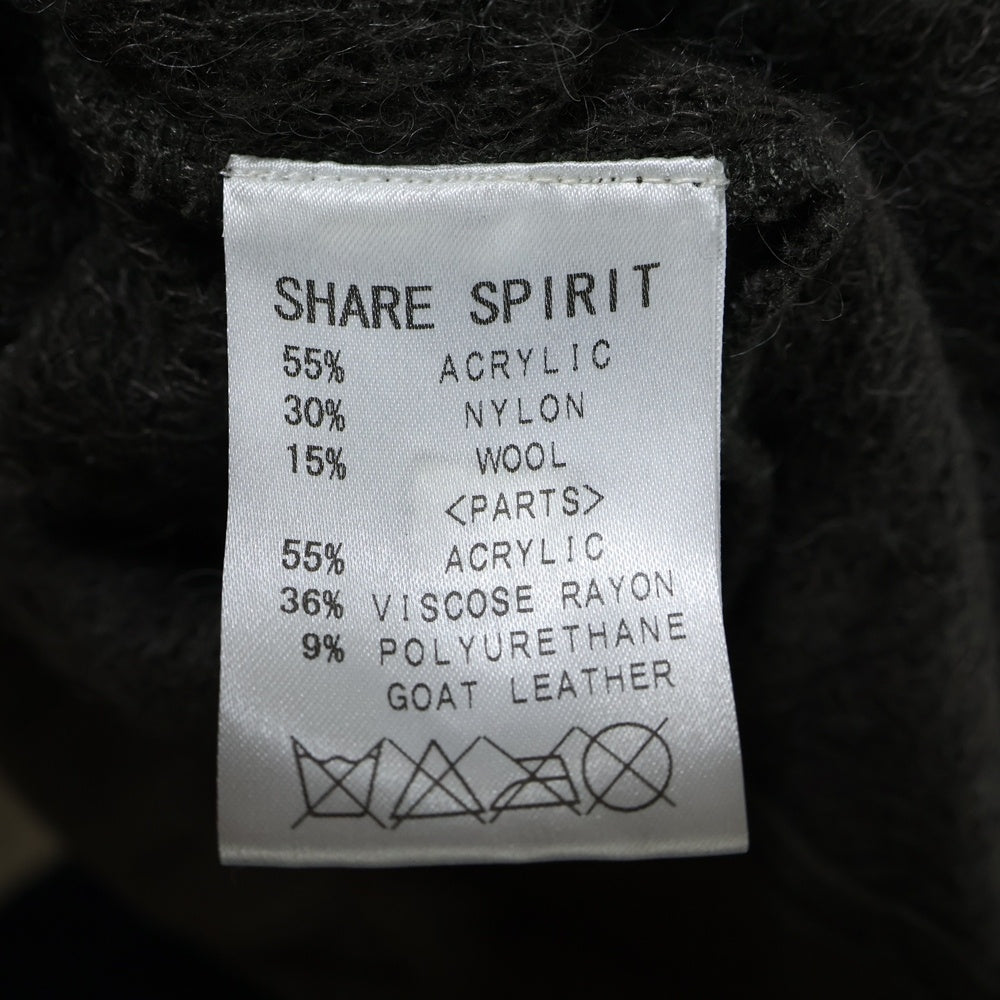 SHARE SPIRIT
55% ACRYLIC
30% NYLON
15% WOOL
<PARTS>
55% ACRYLIC
36% VISCOSE RAYON
9% POLYURETHANE
GOAT LEATHER